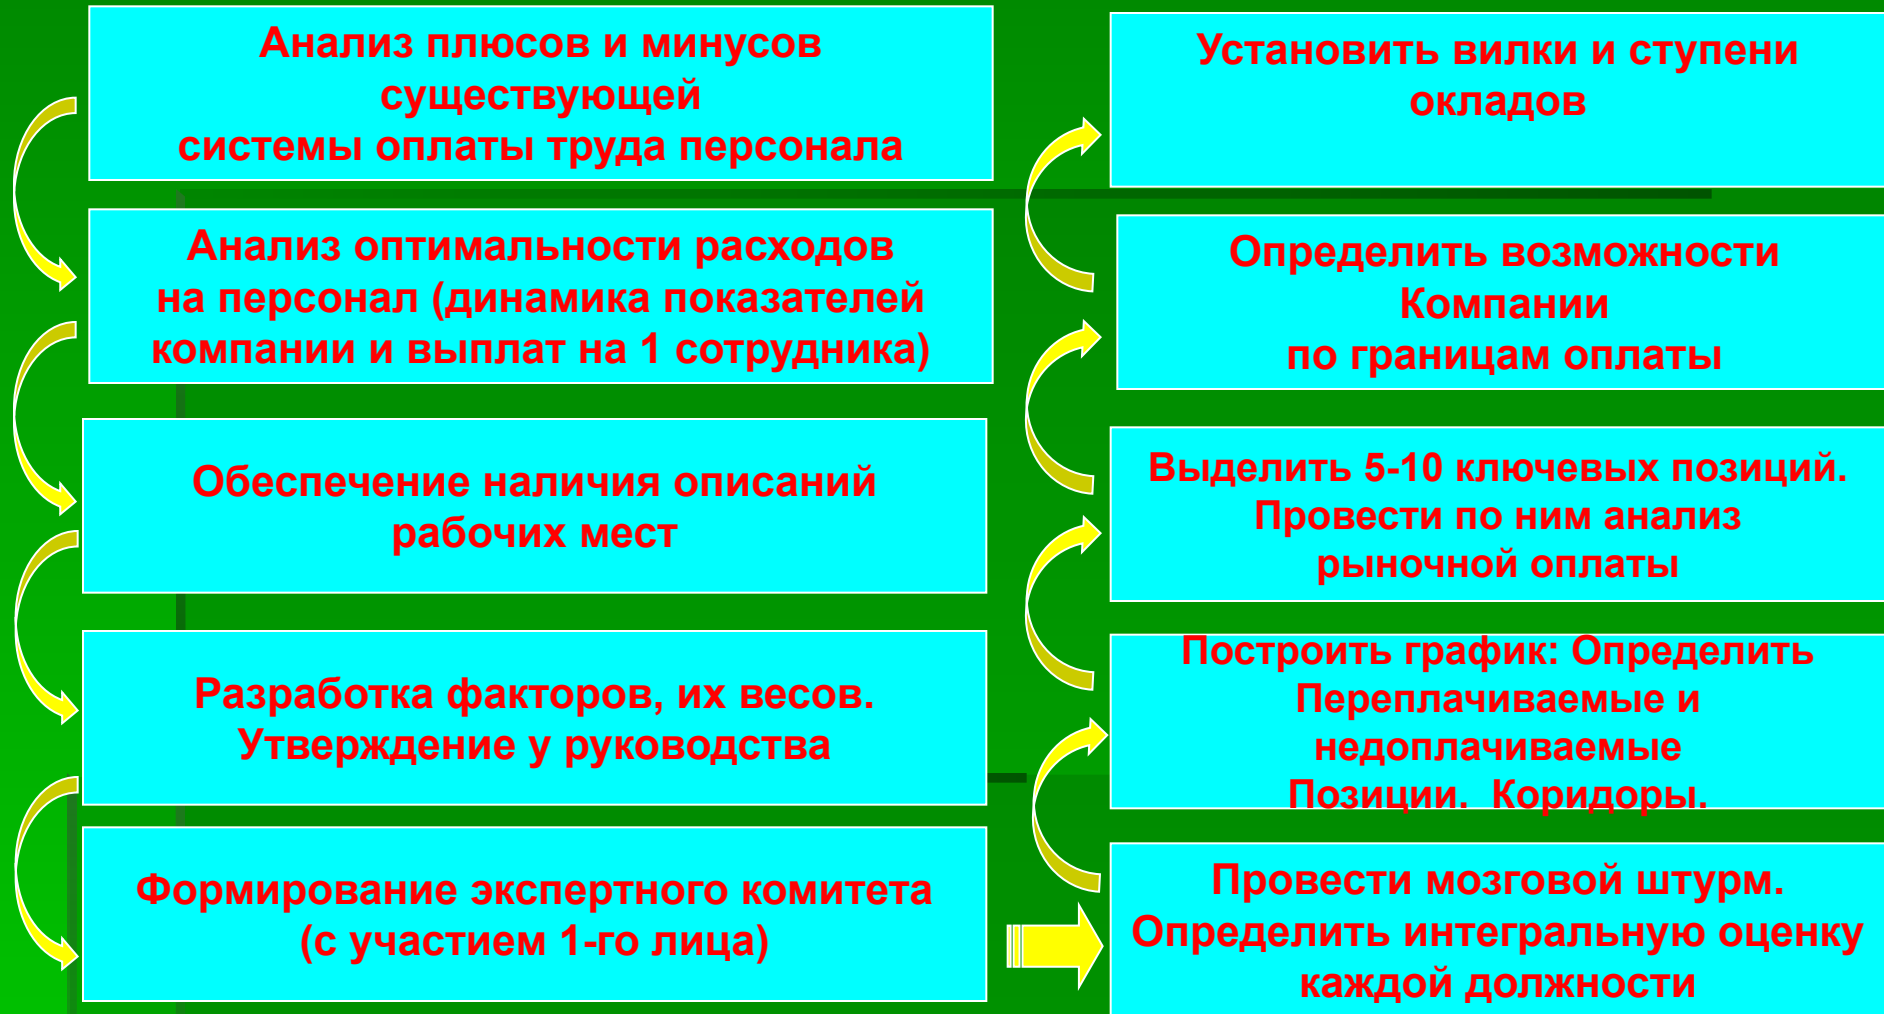 Анализ плюсов и минусов
существующей
системы оплаты труда персонала
Анализ оптимальности расходов
на персонал (динамика показателей
компании и выплат на 1 сотрудника)
Обеспечение наличия описаний
рабочих мест
Разработка факторов, их весов.
Утверждение у руководства
Формирование экспертного комитета
(с участием 1-го лица)
Провести мозговой штурм.
Определить интегральную оценку
каждой должности
Построить график: Определить
Переплачиваемые и
недоплачиваемые
Позиции. Коридоры.
Выделить 5-10 ключевых позиций.
Провести по ним анализ
рыночной оплаты
Определить возможности
Компании
по границам оплаты
Установить вилки и ступени
окладов